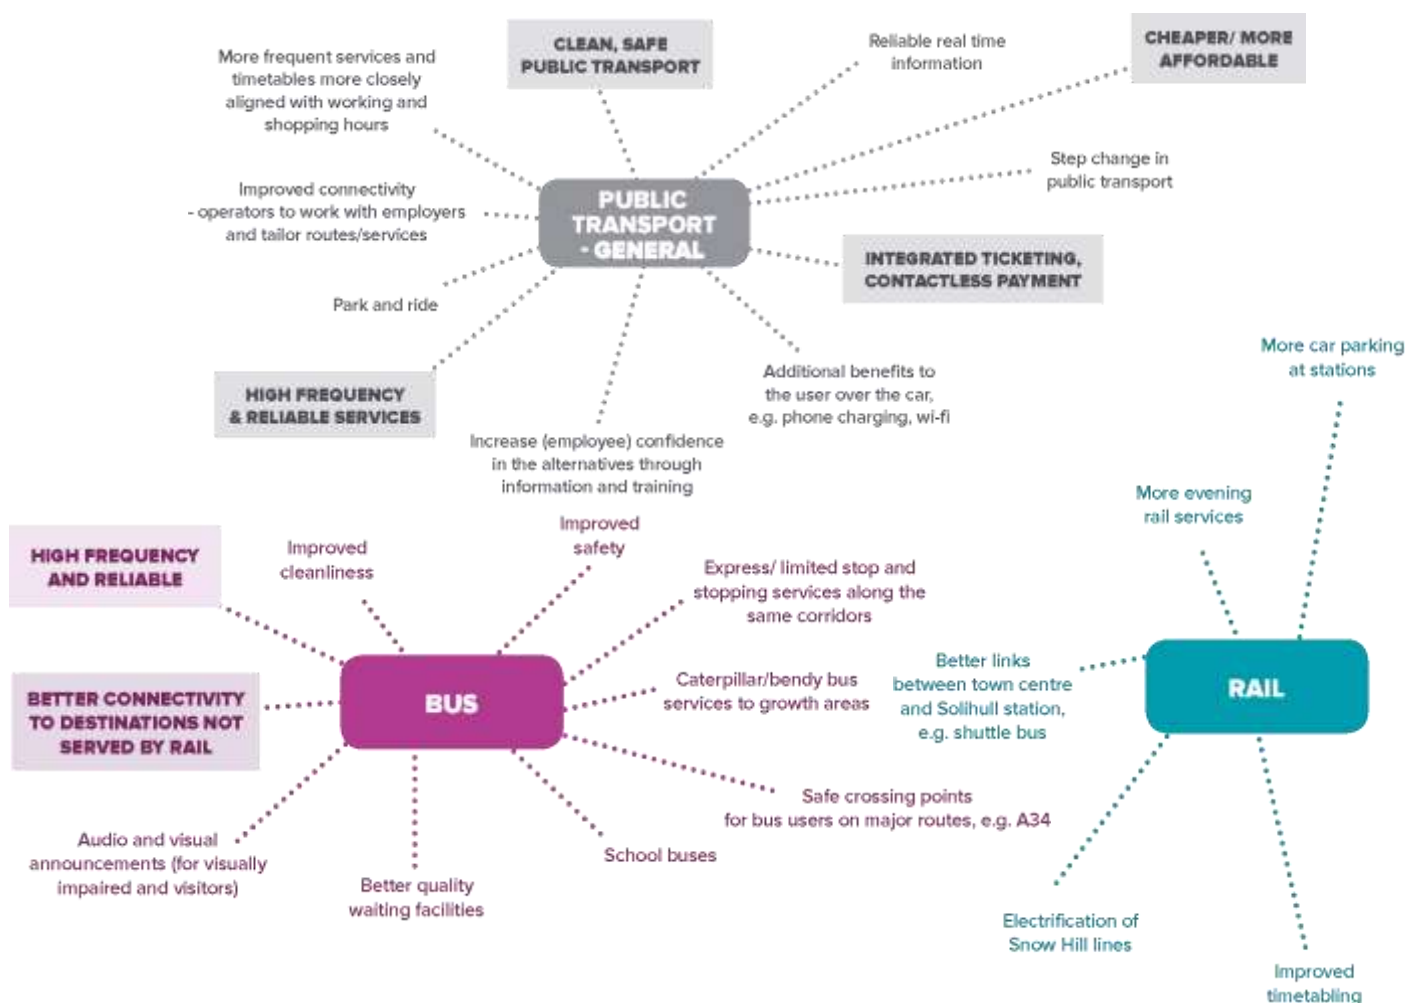 More frequent services and
timetables more closely
aligned with working and
shopping hours
CLEAN, SAFE
PUBLIC TRANSPORT
Reliable real time
information
CHEAPER/ MORE
AFFORDABLE
Improved connectivity
- operators to work with employers
and tailor routes/services
PUBLIC
TRANSPORT
- GENERAL
Step change in
public transport
INTEGRATED TICKETING,
CONTACTLESS PAYMENT
Park and ride
HIGH FREQUENCY
& RELIABLE SERVICES
Increase (employee) confidence
in the alternatives through
information and training
Additional benefits to
the user over the car,
e.g. phone charging, wi-fi
HIGH FREQUENCY
AND RELIABLE
Improved
cleanliness
Improved
safety
Express/ limited stop and
stopping services along the
same corridors
BETTER CONNECTIVITY
TO DESTINATIONS NOT
SERVED BY RAIL
BUS
Caterpillar/bendy bus
services to growth areas
Safe crossing points
for bus users on major routes, e.g. A34
Audio and visual
announcements (for visually
impaired and visitors)
Better quality
waiting facilities
School buses
More car parking
at stations
More evening
rail services
Better links
between town centre
and Solihull station,
e.g. shuttle bus
RAIL
Electrification of
Snow Hill lines
Improved
timetabling